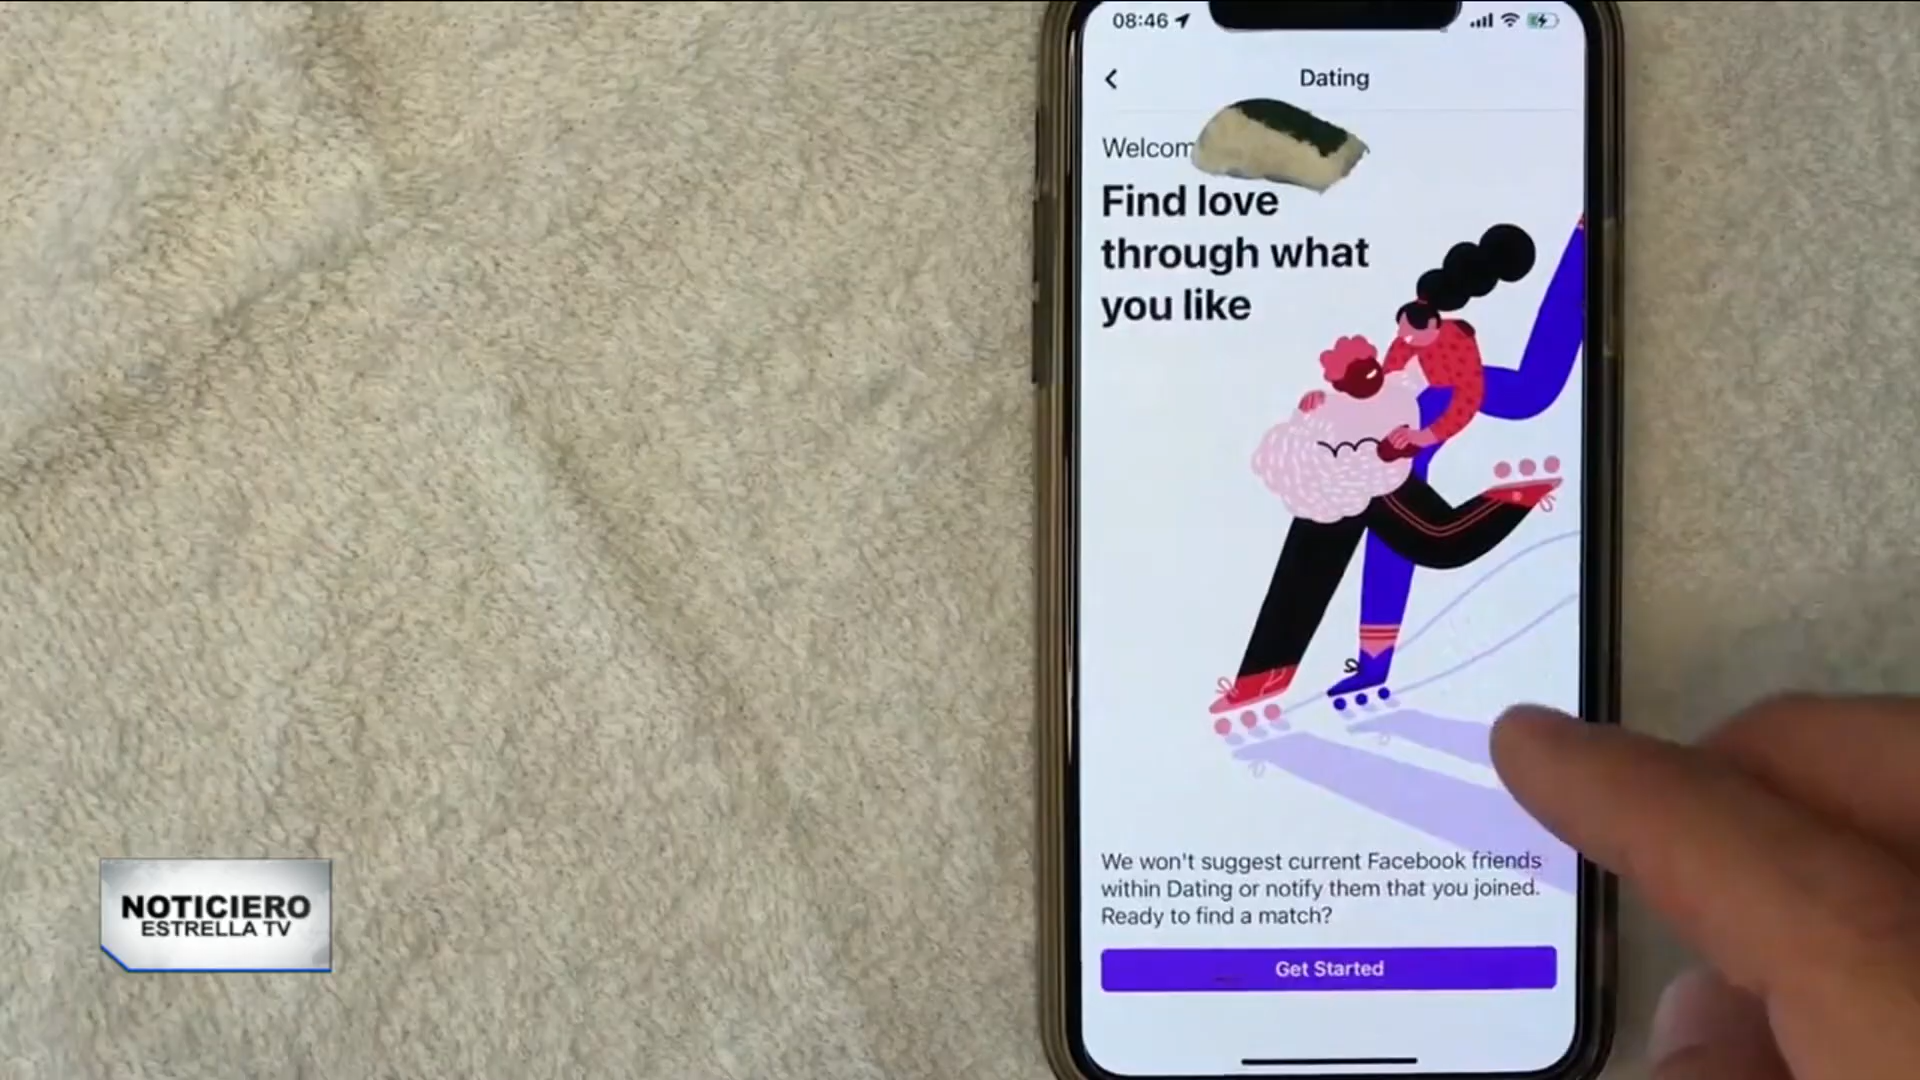 08:46
Dating
Find love
through what
you like
We won't suggest current Facebook friends
within Dating or notify them that you joined.
Ready to find a match?
Get Started
NOTICIERO
ESTRELLA TV